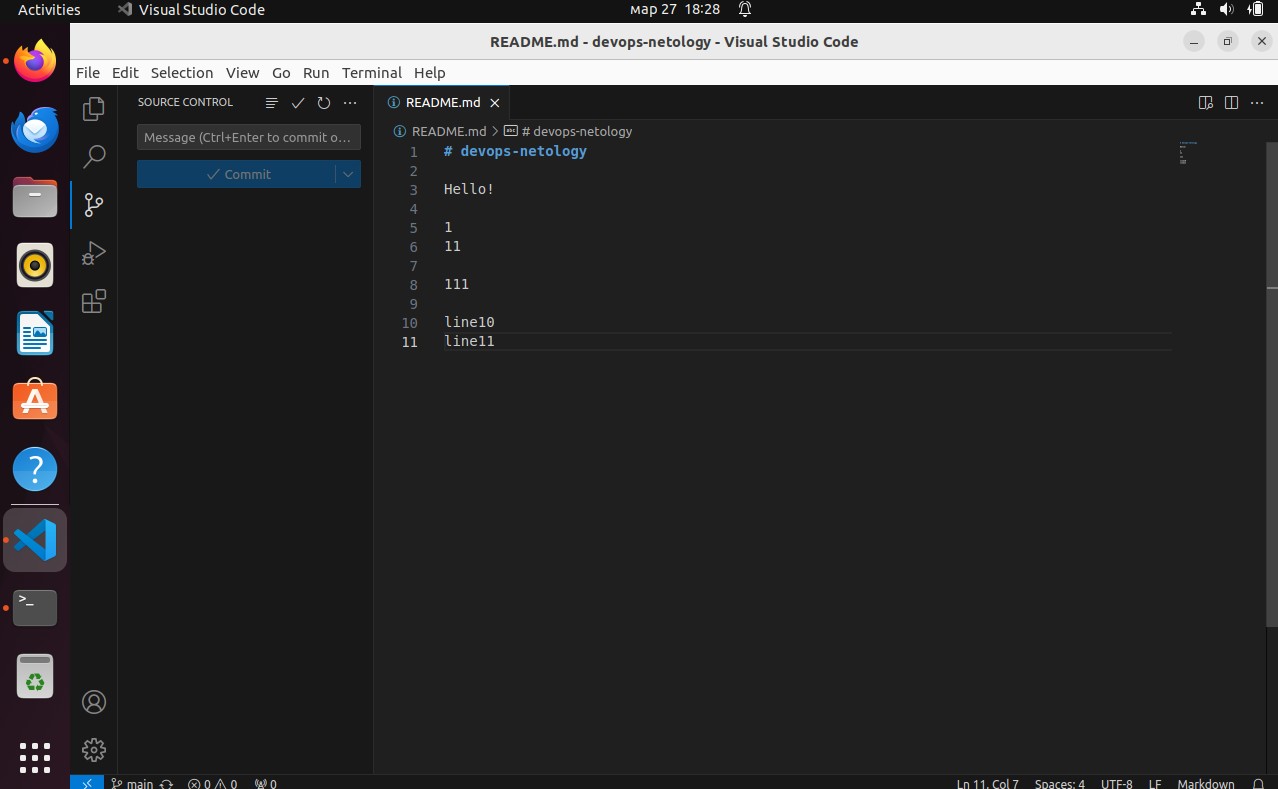 Activities Visual Studio Code мар 27 18:28
README.md - devops-netology - Visual Studio Code
File Edit Selection View Go Run Terminal Help
SOURCE CONTROL
Message (Ctrl+Enter to commit o…
Commit
README.md
README.md > # devops-netology
1 # devops-netology
2
3 Hello!
4
5 1
6 11
7
8 111
9
10 line10
11 line11
main 0 0 0 Ln 11, Col 7 Spaces: 4 UTF-8 LF Markdown